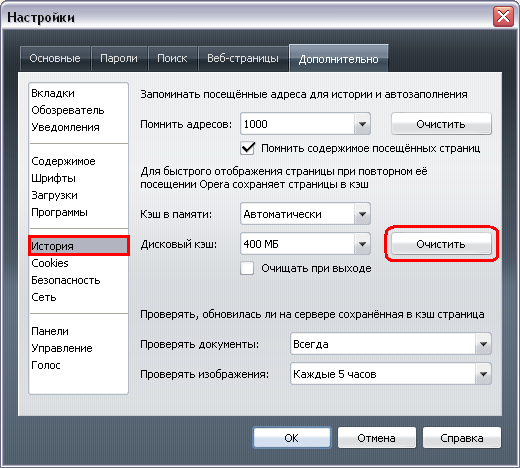 Настройки
Основные Пароли Поиск Веб-страницы Дополнительно
Вкладки
Обозреватель
Уведомления
Содержимое
Шрифты
Загрузки
Программы
История
Cookies
Безопасность
Сеть
Панели
Управление
Голос
Запоминать посещённые адреса для истории и автозаполнения
Помнить адресов: 1000 Очистить
Помнить содержимое посещённых страниц
Для быстрого отображения страницы при повторном её
посещении Opera сохраняет страницы в кэш
Кэш в памяти: Автоматически
Дисковый кэш: 400 МБ Очистить
Очищать при выходе
Проверять, обновилась ли на сервере сохранённая в кэш страница
Проверять документы: Всегда
Проверять изображения: Каждые 5 часов
OK Отмена Справка